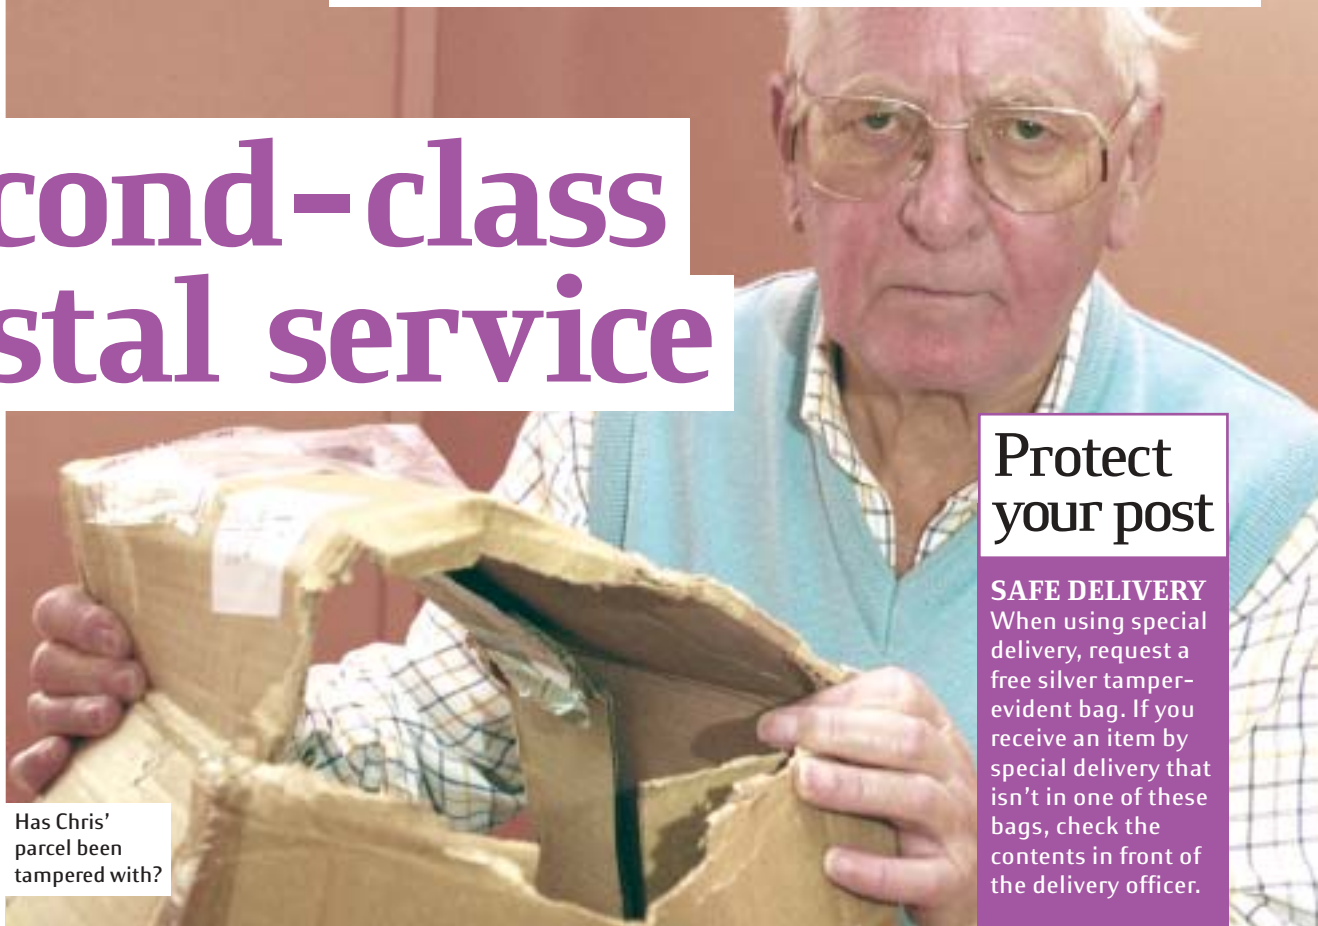 cond-class
stal service
Protect
your post
SAFE DELIVERY
When using special
delivery, request a
free silver tamper-
evident bag. If you
receive an item by
special delivery that
isn't in one of these
bags, check the
contents in front of
the delivery officer.
Has Chris'
parcel been
tampered with?